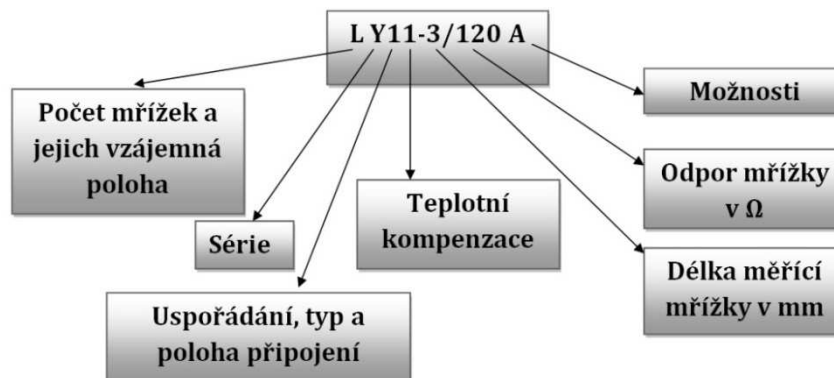 L Y11-3/120 A
Počet mřížek a
jejich vzájemná
poloha
Série
Uspořádání, typ a
poloha připojení
Teplotní
kompenzace
Možnosti
Odpor mřížky
v Ω
Délka měřící
mřížky v mm